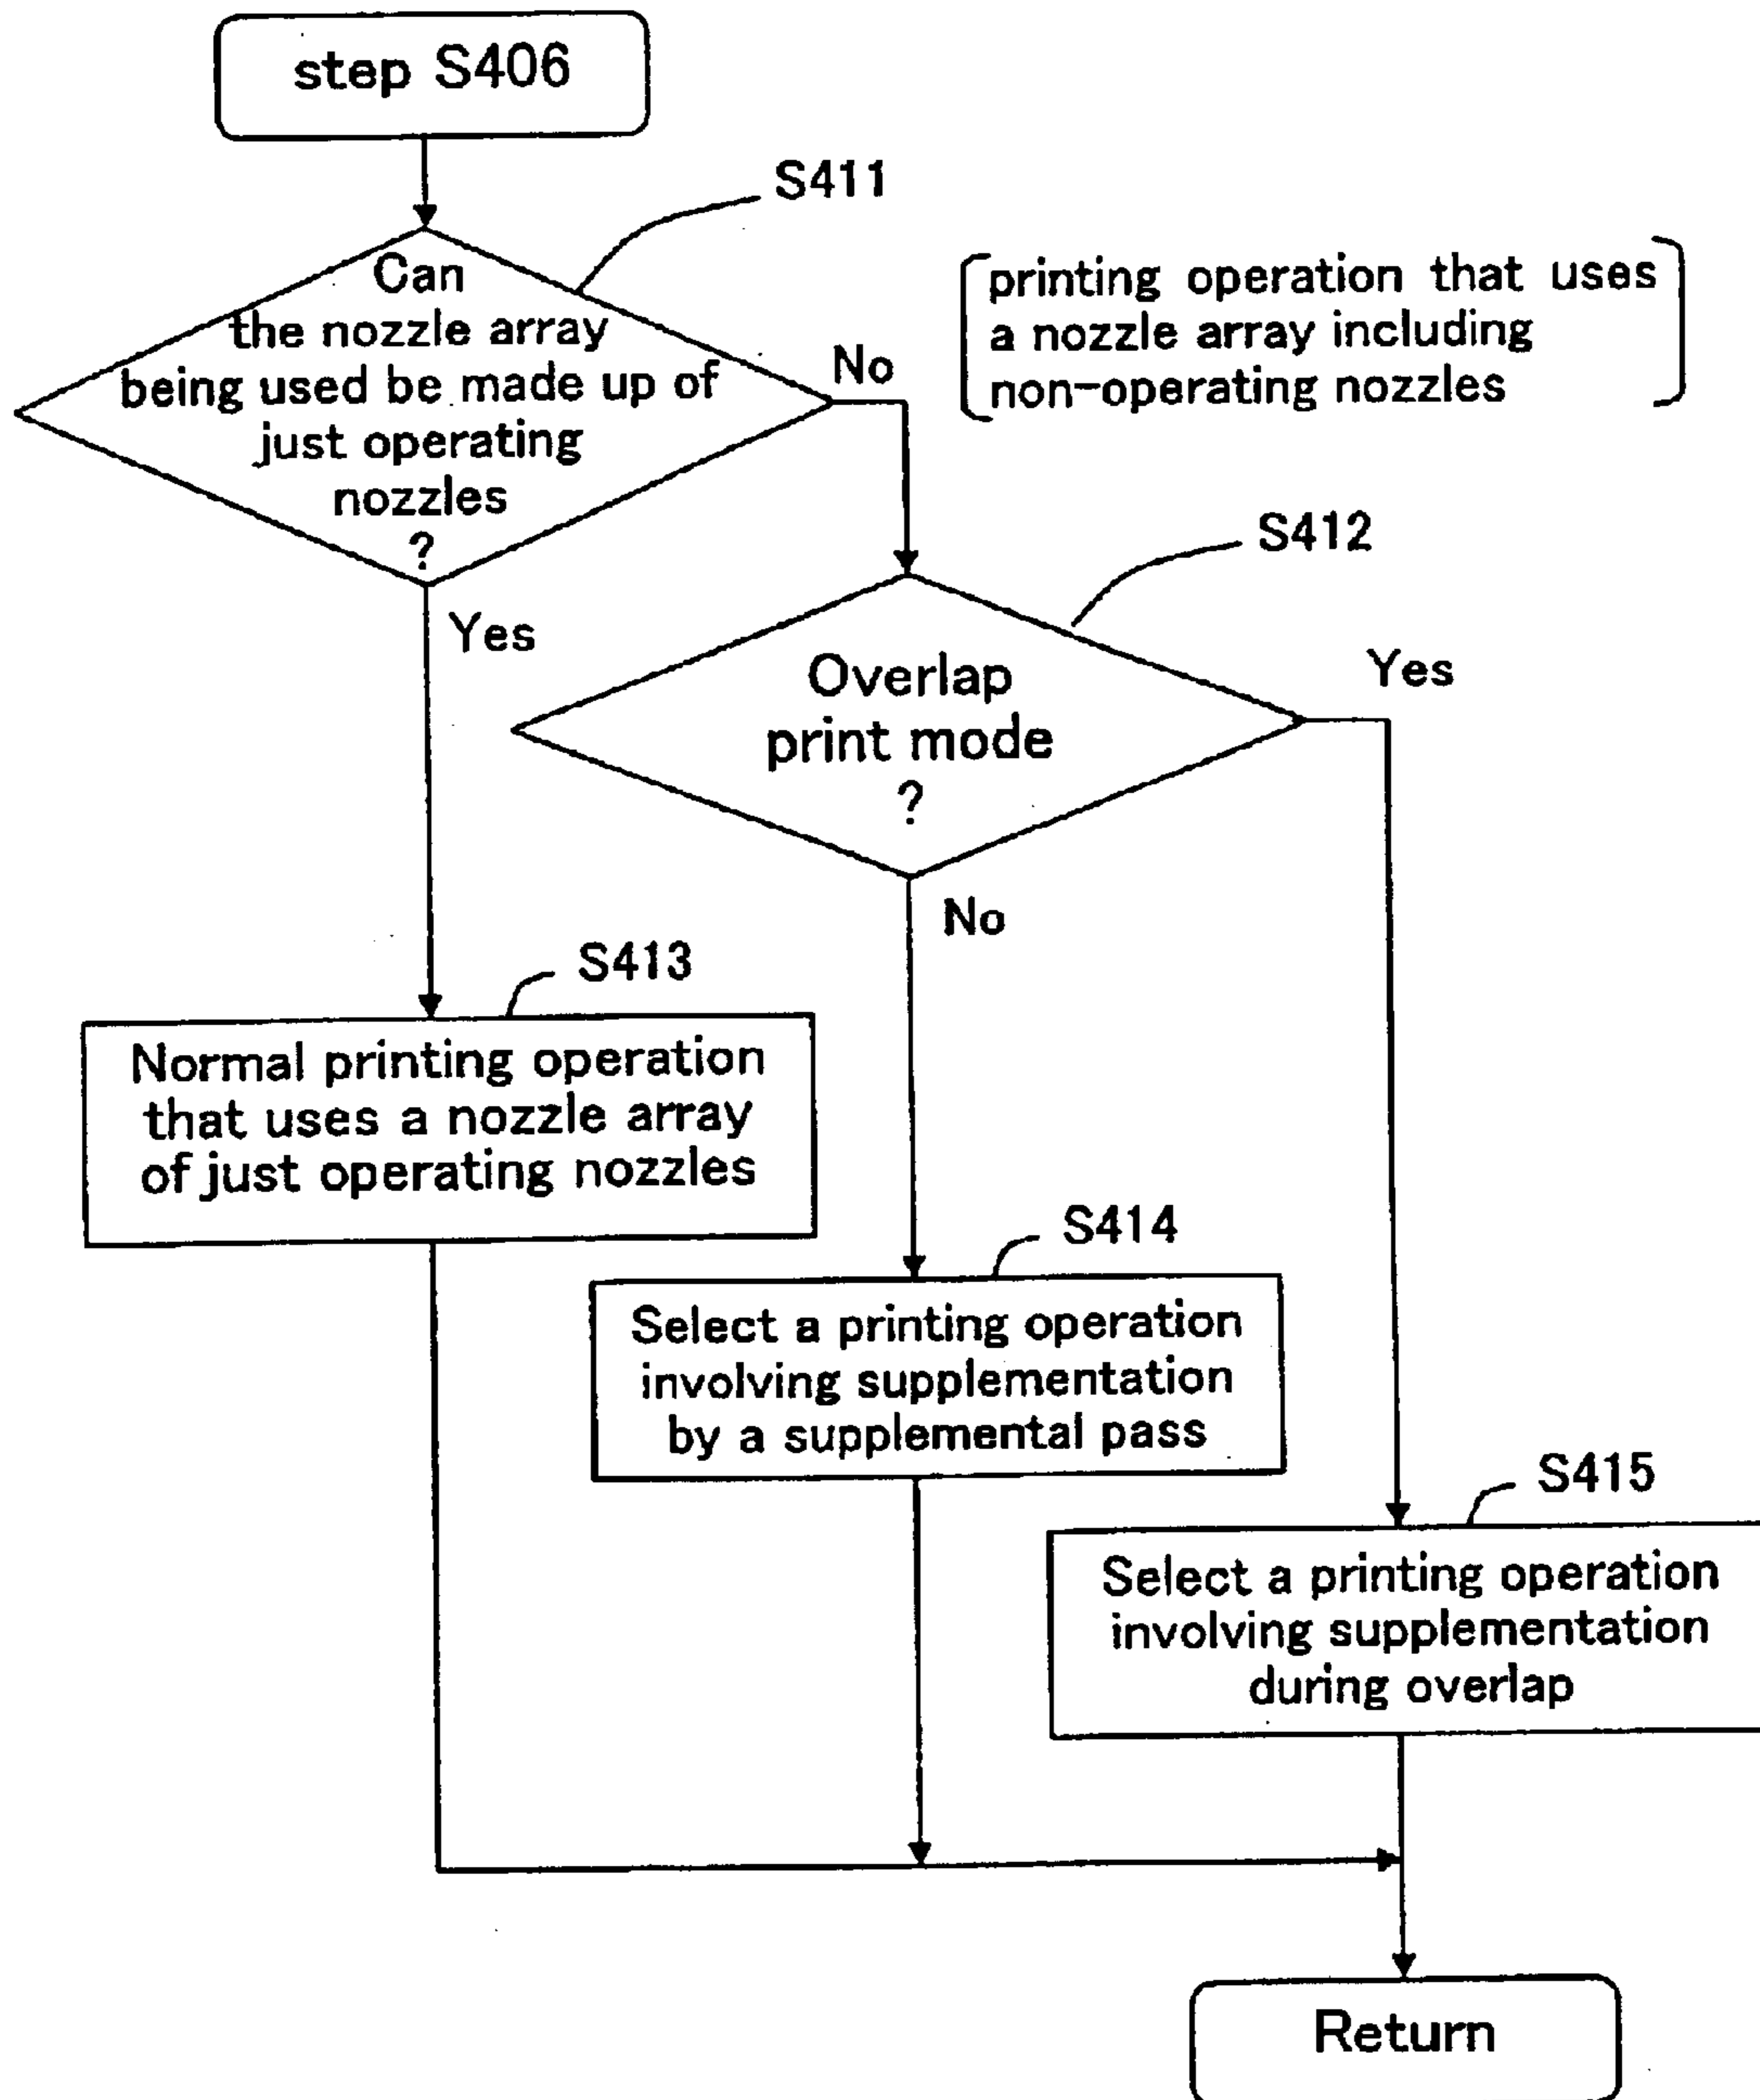 step S406
S411
Can
the nozzle array
being used be made up of
just operating
nozzles
?
No
printing operation that uses
a nozzle array including
non-operating nozzles
Yes
S412
Overlap
print mode
?
Yes
No
S413
Normal printing operation
that uses a nozzle array
of just operating nozzles
S414
Select a printing operation
involving supplementation
by a supplemental pass
S415
Select a printing operation
involving supplementation
during overlap
Return